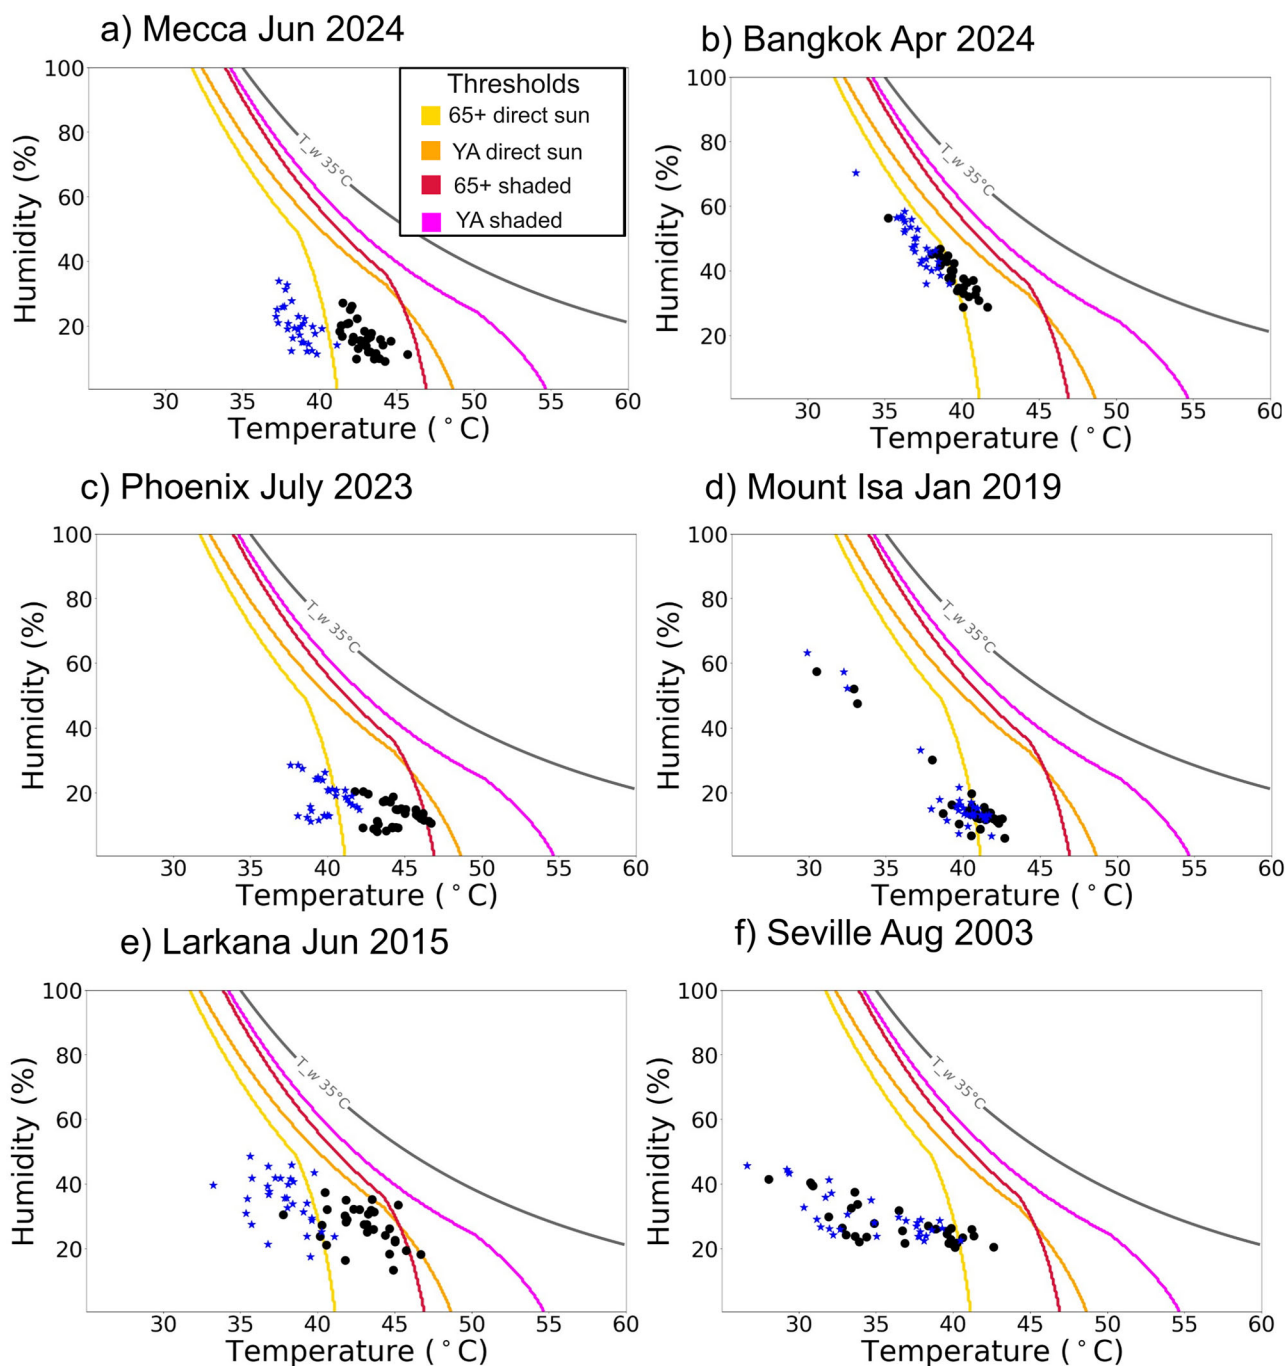 a) Mecca Jun 2024
b) Bangkok Apr 2024
100
80
60
40
20
Humidity (%)
T_w 35°C
Thresholds
65+ direct sun
YA direct sun
65+ shaded
YA shaded
30 35 40 45 50 55 60
Temperature (°C)
100
80
60
40
20
Humidity (%)
T_w 35°C
30 35 40 45 50 55 60
Temperature (°C)
c) Phoenix July 2023
d) Mount Isa Jan 2019
100
80
60
40
20
Humidity (%)
T_w 35°C
30 35 40 45 50 55 60
Temperature (°C)
100
80
60
40
20
Humidity (%)
T_w 35°C
30 35 40 45 50 55 60
Temperature (°C)
e) Larkana Jun 2015
f) Seville Aug 2003
100
80
60
40
20
Humidity (%)
T_w 35°C
30 35 40 45 50 55 60
Temperature (°C)
100
80
60
40
20
Humidity (%)
T_w 35°C
30 35 40 45 50 55 60
Temperature (°C)